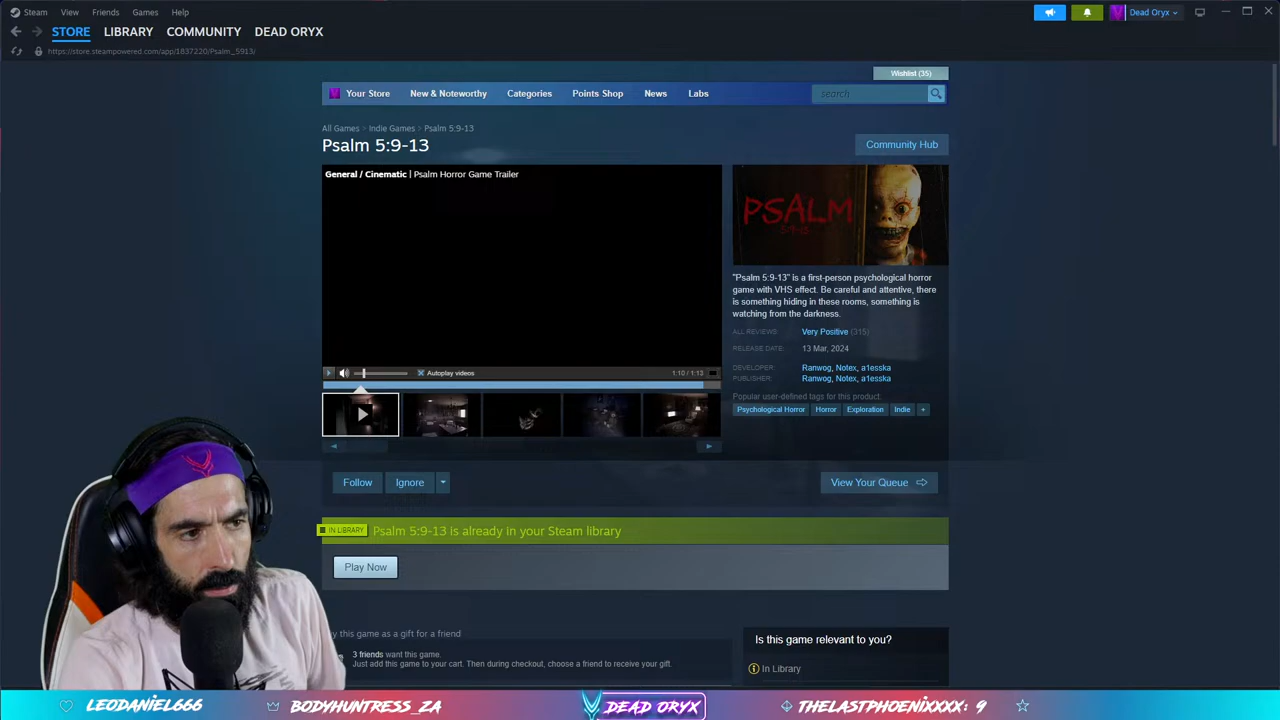 Steam View Friends Games Help
Dead Oryx
STORE LIBRARY COMMUNITY DEAD ORYX
https://store.steampowered.com/app/1837220/Psalm_5913/
Wishlist (35)
Your Store New & Noteworthy Categories Points Shop News Labs
search
All Games > Indie Games > Psalm 5:9-13
Psalm 5:9-13
Community Hub
General / Cinematic | Psalm Horror Game Trailer
PSALM
5:9-13
"Psalm 5:9-13" is a first-person psychological horror
game with VHS effect. Be careful and attentive, there
is something hiding in these rooms, something is
watching from the darkness.
ALL REVIEWS: Very Positive (315)
RELEASE DATE: 13 Mar, 2024
DEVELOPER: Ranwog, Notex, a1esska
PUBLISHER: Ranwog, Notex, a1esska
Popular user-defined tags for this product:
Psychological Horror Horror Exploration Indie +
Autoplay videos
1:10 / 1:13
Follow Ignore
View Your Queue
IN LIBRARY
Psalm 5:9-13 is already in your Steam library
Play Now
y this game as a gift for a friend
3 friends want this game.
Just add this game to your cart. Then during checkout, choose a friend to receive your gift.
Is this game relevant to you?
In Library
LEODANIEL666
BODYHUNTRESS_ZA
DEAD ORYX
THELASTPHOENIXXXX: 9